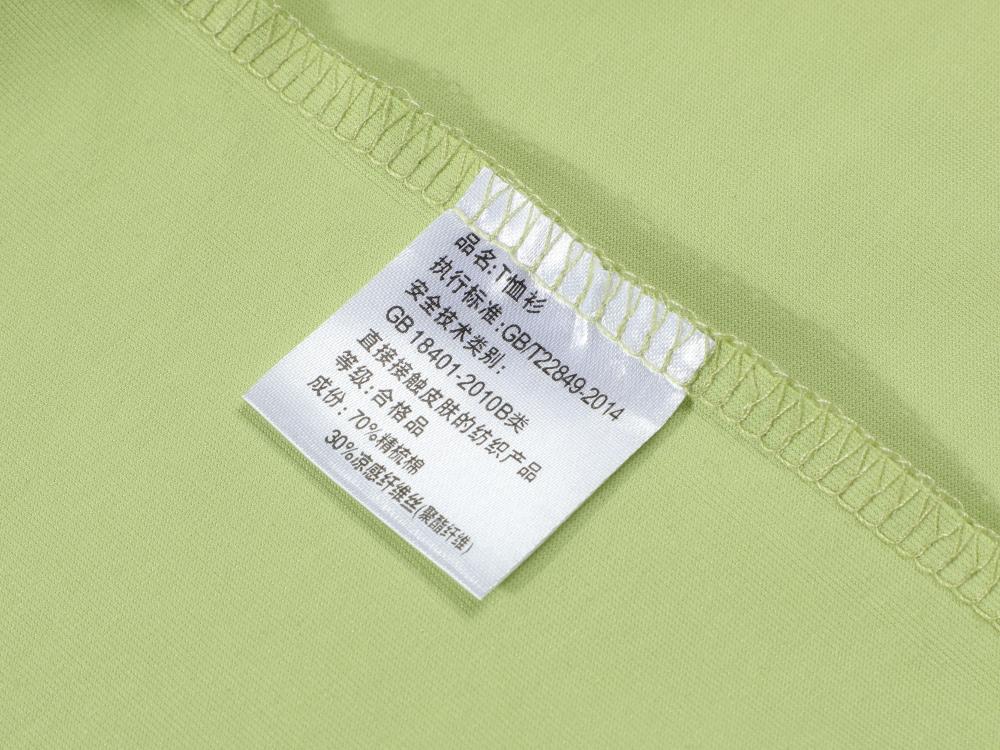 品名:T恤衫
执行标准:GB/T22849-2014
安全技术类别:
GB 18401-2010B类
直接接触皮肤的纺织产品
等级:合格品
成份:70%精梳棉
30%凉感纤维丝(聚酯纤维)